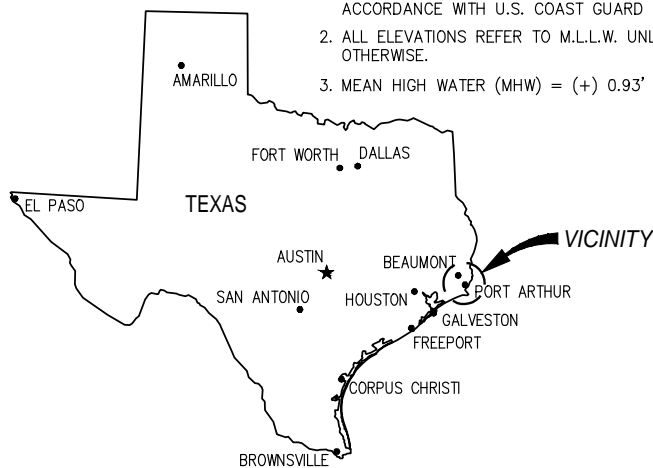 ACCORDANCE WITH U.S. COAST GUARD
2. ALL ELEVATIONS REFER TO M.L.L.W.
OTHERWISE.
3. MEAN HIGH WATER (MHW) = (+) 0.93'
AMARILLO
FORT WORTH
DALLAS
EL PASO
TEXAS
VICINITY
AUSTIN
BEAUMONT
SAN ANTONIO
HOUSTON
PORT ARTHUR
GALVESTON
FREEPORT
CORPUS CHRISTI
BROWNSVILLE